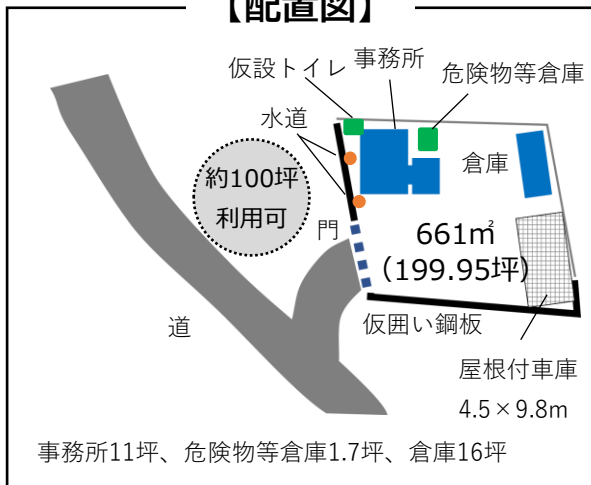 【配置図】
仮設トイレ
事務所
危険物等倉庫
水道
約100坪
利用可
倉庫
門
661㎡
(199.95坪)
道
仮囲い鋼板
屋根付車庫
4.5×9.8m
事務所11坪、危険物等倉庫1.7坪、倉庫16坪